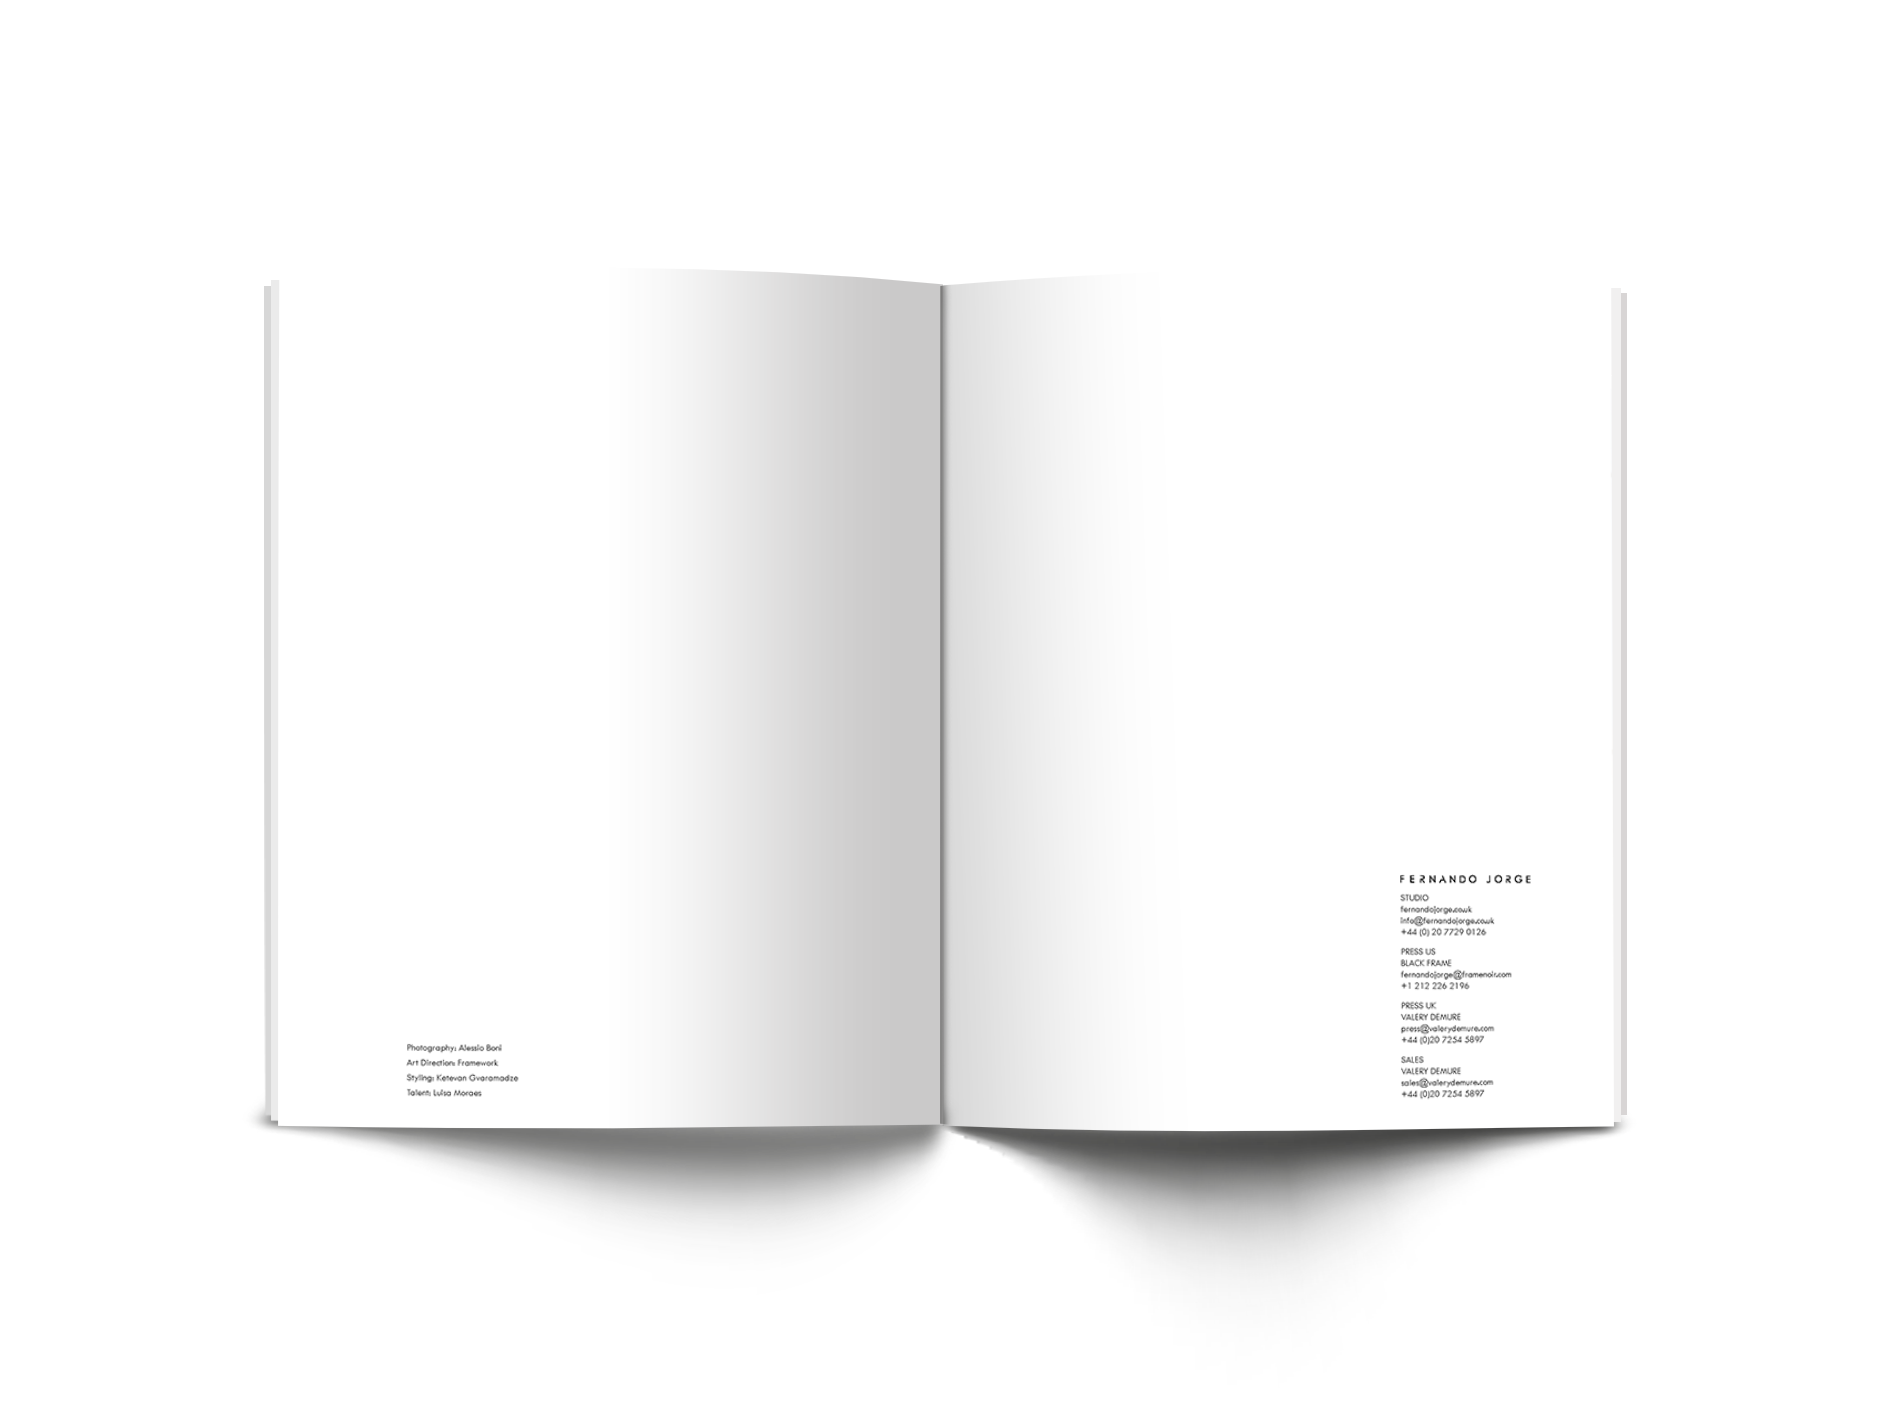 Photography: Alessio Boni
Art Direction: Framework
Styling: Ketevan Gvaramadze
Talent: Luisa Moraes
FERNANDO JORGE
STUDIO
fernandojorge.co.uk
info@fernandojorge.co.uk
+44 (0) 20 7729 0126
PRESS US
BLACK FRAME
fernandojorge@framenoir.com
+1 212 226 2196
PRESS UK
VALERY DEMURE
press@valerydemure.com
+44 (0)20 7254 5897
SALES
VALERY DEMURE
sales@valerydemure.com
+44 (0)20 7254 5897